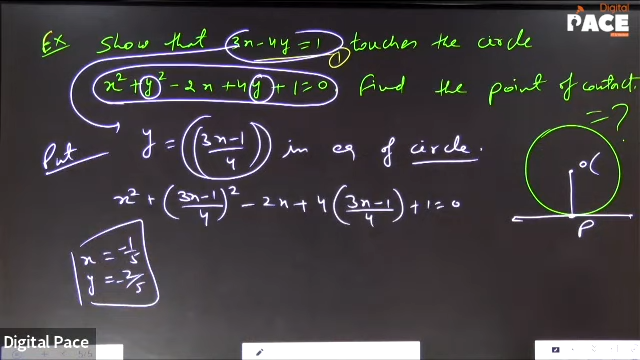 Digital
PACE
Ex Show that 3x-4y=1 touches the circle
①
x²+y²-2x+4y+1=0 Find the point of contact.
=?
Put y = (3x-1/4) in eq of circle.
x² + (3x-1/4)² - 2x + 4(3x-1/4) + 1 = 0
O(
P
x = -1/5
y = -2/5
Digital Pace